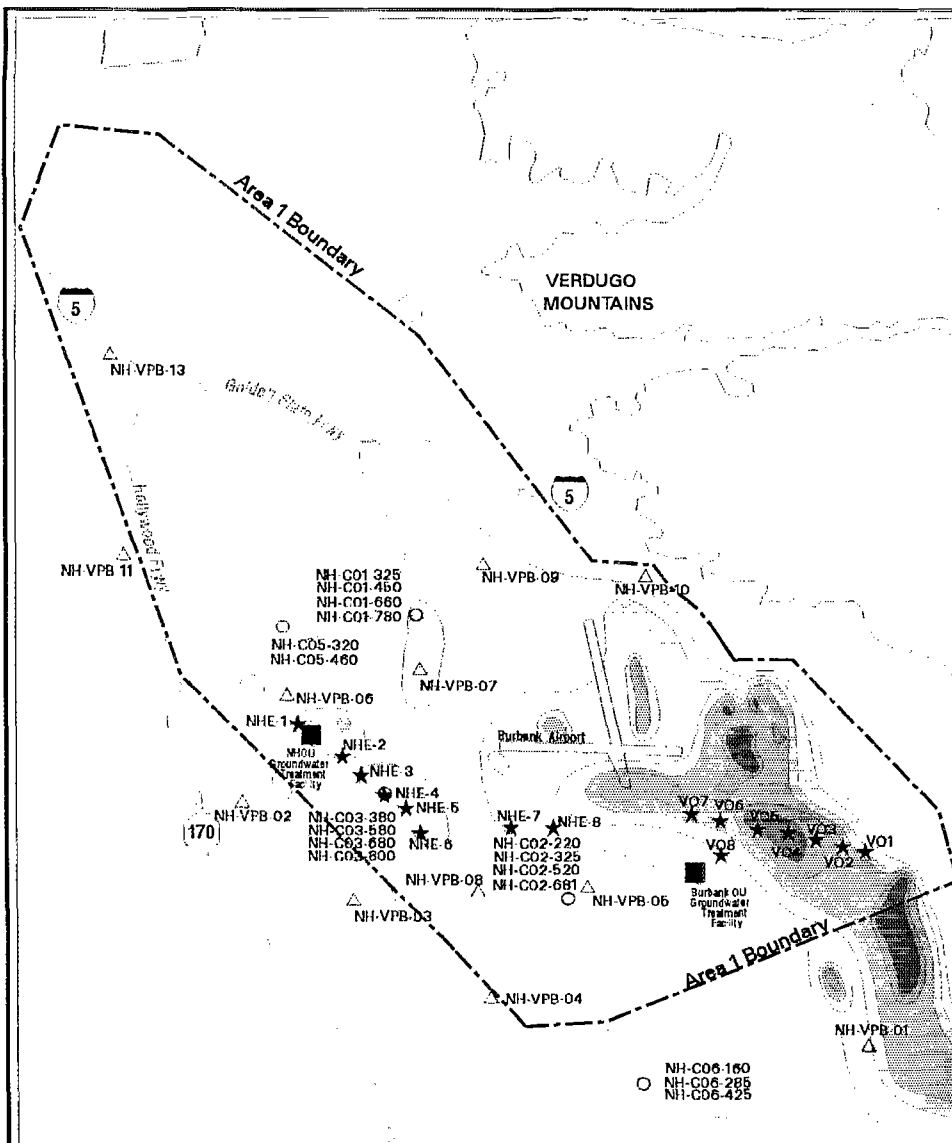 Area 1 Boundary
VERDUGO
MOUNTAINS
5
NH-VPB-13
Golden State Frwy
5
Hollywood Frwy
NH-VPB 11
NH-C01-325
NH-C01-450
NH-C01-660
NH-C01-780
NH-VPB-09
NH-VPB-10
NH-C05-320
NH-C05-460
NH-VPB-06
NH-VPB-07
NHE-1
NHOU
Groundwater
Treatment
Facility
NHE-2
NHE-3
NHE-4
NHE-5
NHE-6
Burbank Airport
NH-VPB-02
170
NH-C03-380
NH-C03-580
NH-C03-680
NH-C03-800
NHE-7
NHE-8
NH-C02-220
NH-C02-325
NH-C02-520
NH-C02-681
VO7
VO6
VO5
VO4
VO3
VO2
VO1
VO8
NH-VPB-08
NH-VPB-03
NH-VPB-05
Burbank OU
Groundwater
Treatment
Facility
NH-VPB-04
Area 1 Boundary
NH-VPB-01
NH-C06-160
NH-C06-285
NH-C06-425